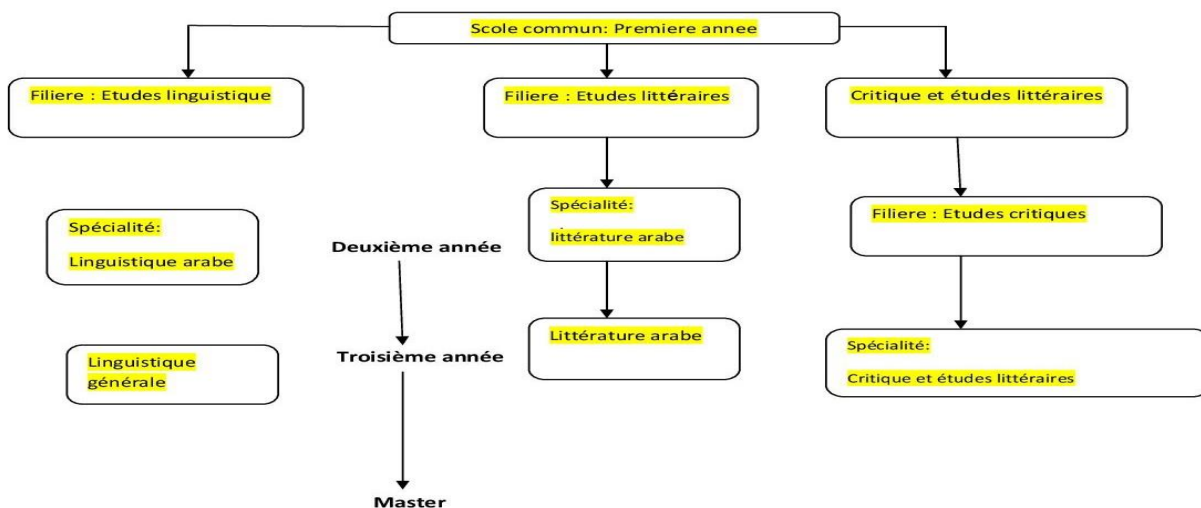 Scole commun: Premiere annee
Filiere : Etudes linguistique
Filiere : Etudes littéraires
Critique et études littéraires
Spécialité:
littérature arabe
Filiere : Etudes critiques
Spécialité:
Linguistique arabe
Deuxième année
Littérature arabe
Troisième année
Linguistique
générale
Spécialité:
Critique et études littéraires
Master